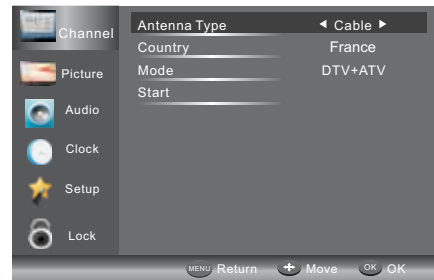 Channel
Picture
Audio
Clock
Setup
Lock
Antenna Type Cable
Country France
Mode DTV+ATV
Start
MENU Return Move OK OK